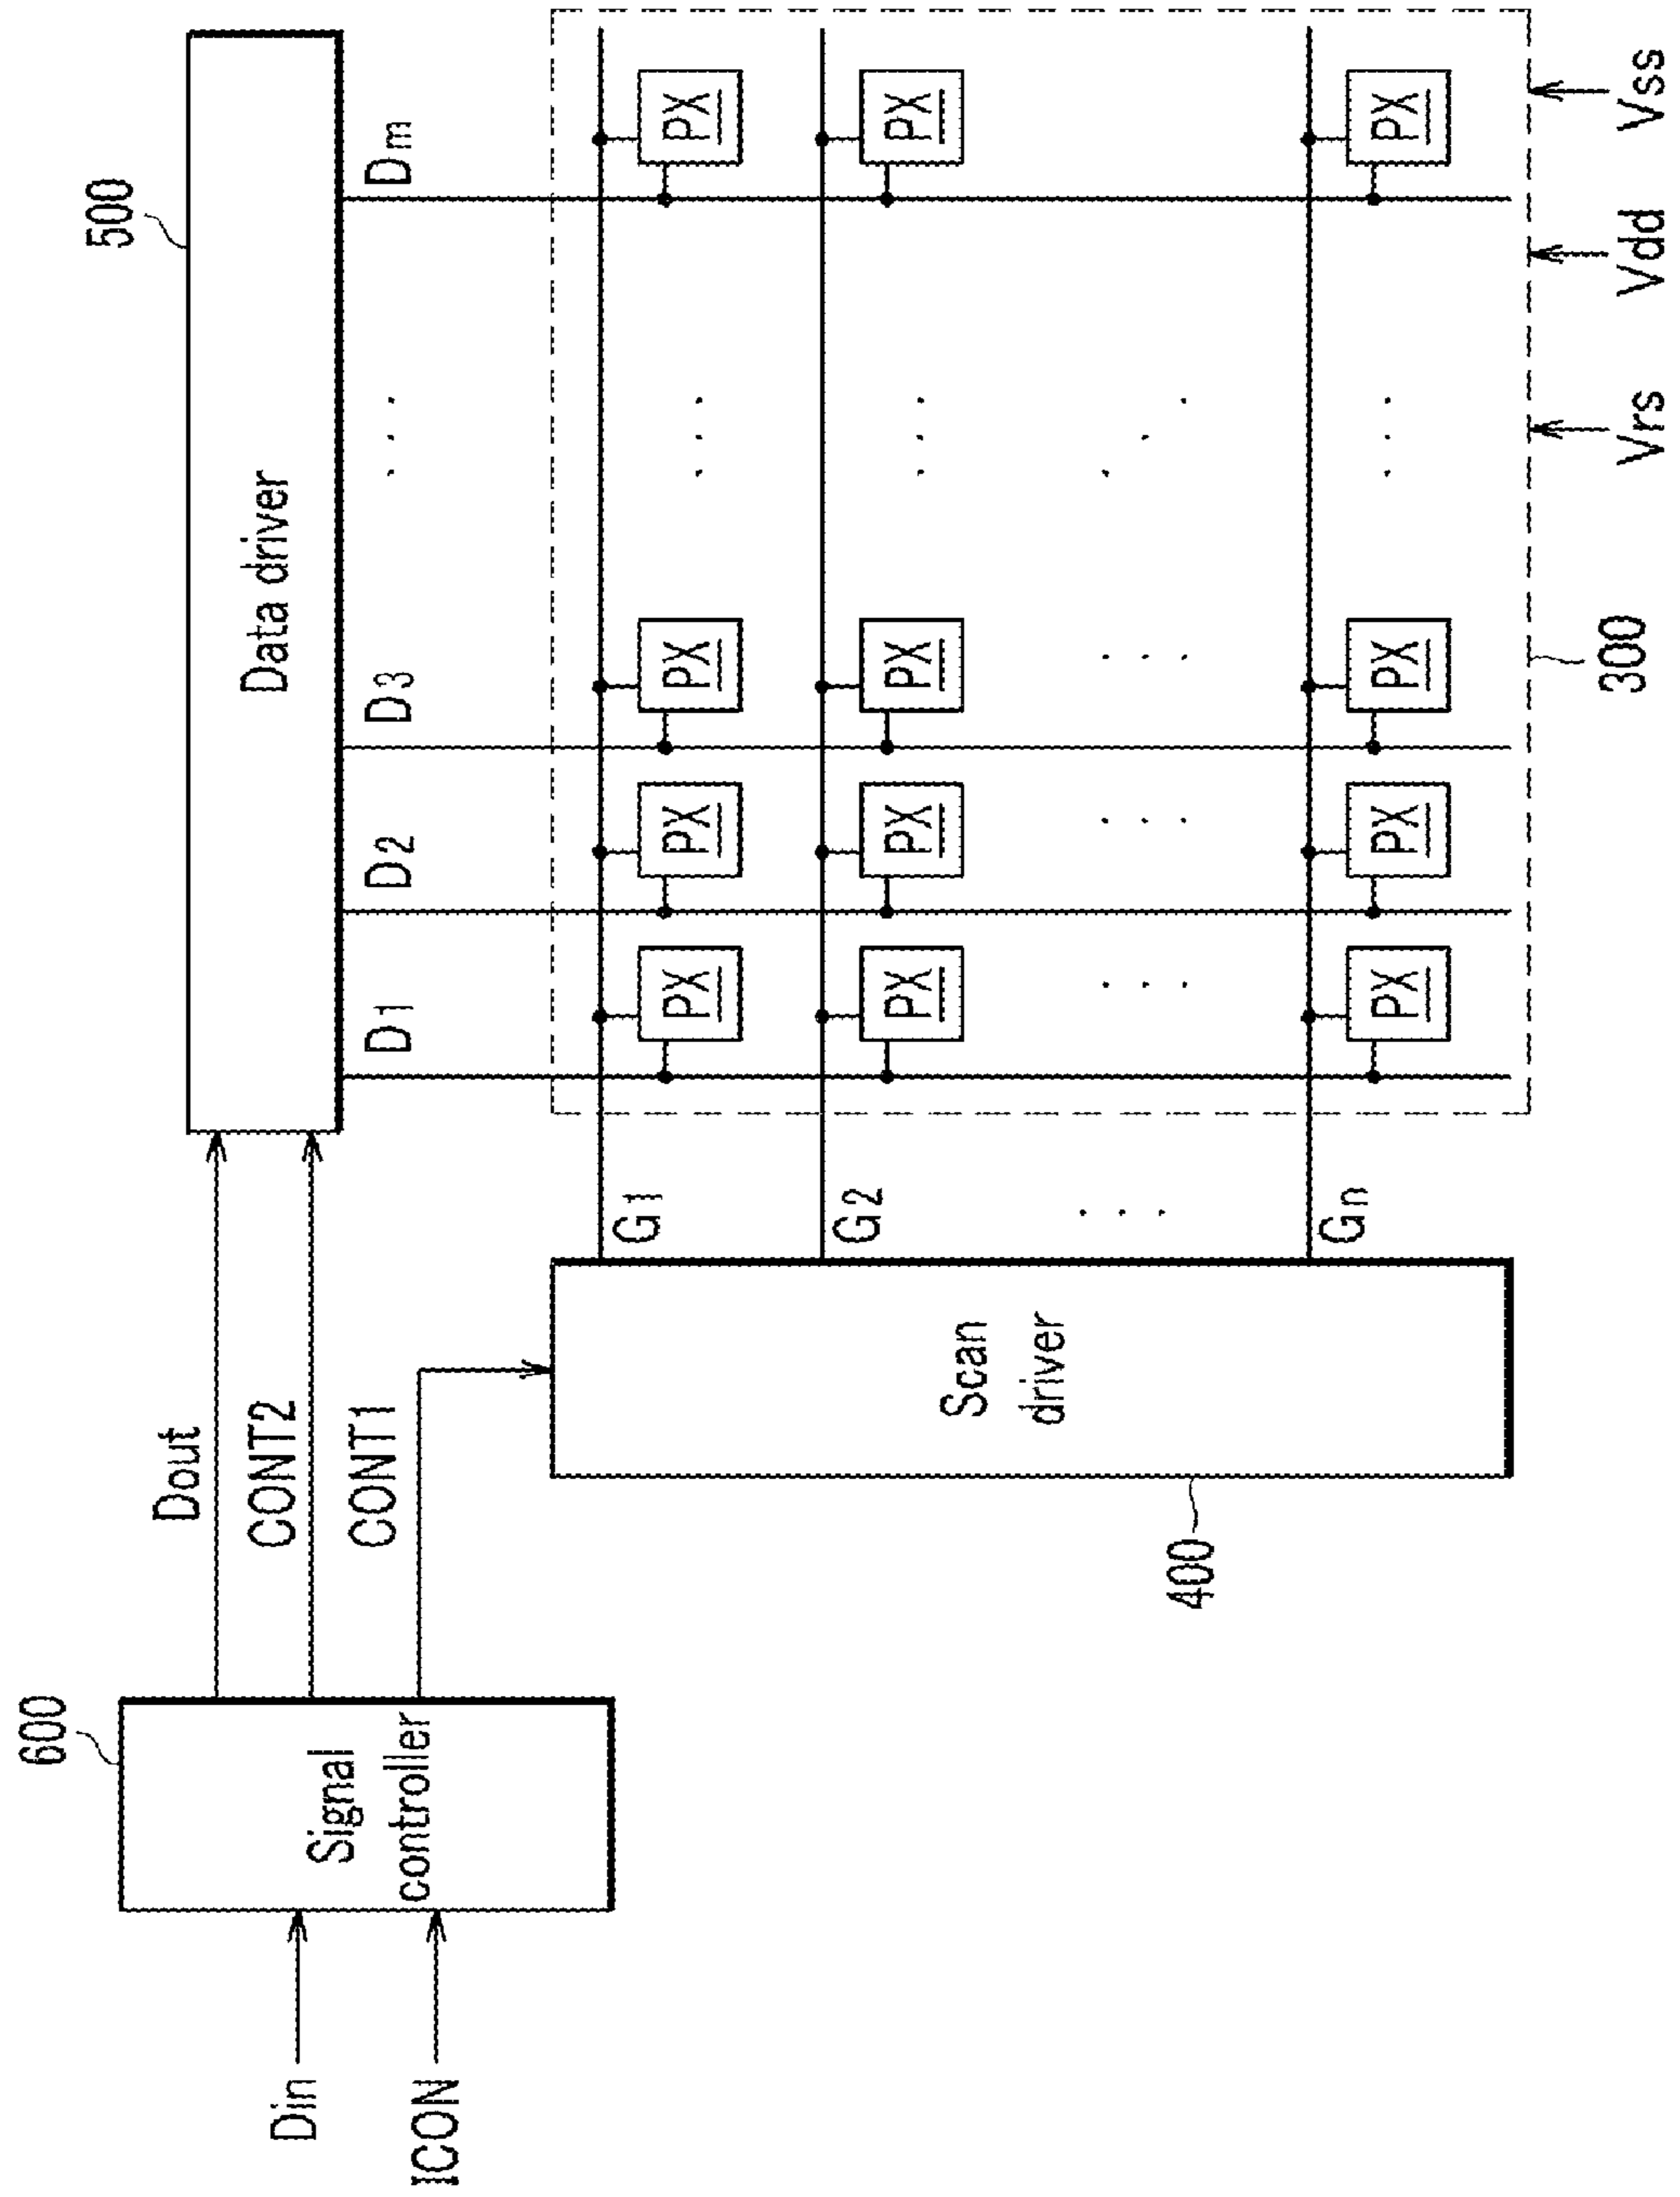 600
500
Dout
Data driver
CONT2
Din
Signal
controller
CONT1
D1 D2 D3 . . . Dm
ICON
G1
PX PX PX . . . PX
G2
PX PX PX . . . PX
Scan
driver
. . .
400
Gn
PX PX PX . . . PX
300 Vrs Vdd Vss